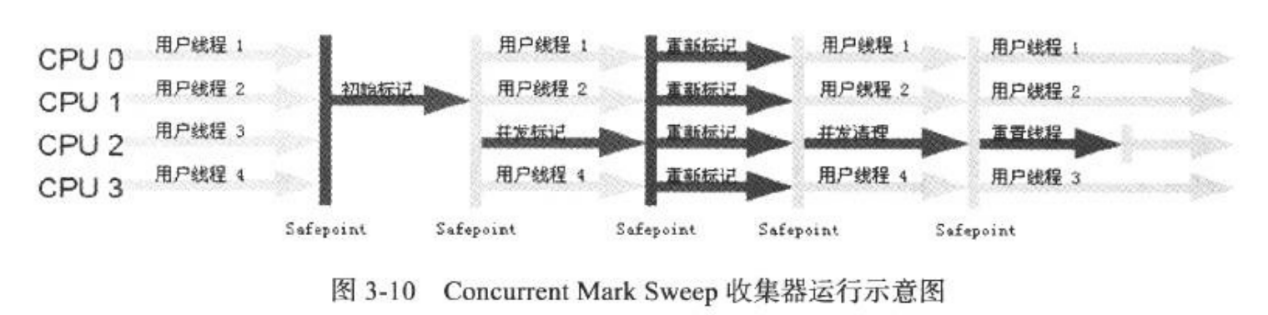 CPU 0 用户线程 1 用户线程 1 重新标记 用户线程 1 用户线程 1
CPU 1 用户线程 2 初始标记 用户线程 2 重新标记 用户线程 2 用户线程 2
CPU 2 用户线程 3 并发标记 重新标记 并发清理 重置线程
CPU 3 用户线程 4 用户线程 4 重新标记 用户线程 4 用户线程 3
Safepoint Safepoint Safepoint Safepoint Safepoint
图 3-10 Concurrent Mark Sweep 收集器运行示意图